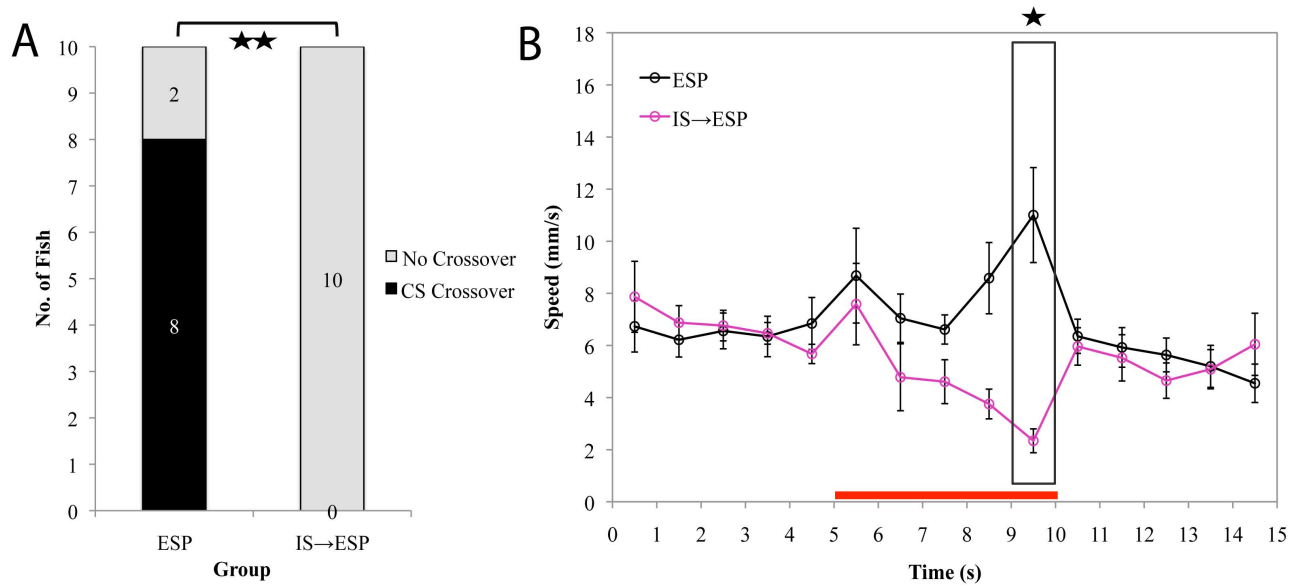 A
★★
10
9
8
7
6
5
4
3
2
1
0
No. of Fish
2
8
10
0
No Crossover
CS Crossover
ESP
IS→ESP
Group
B
★
18
16
14
12
10
8
6
4
2
0
Speed (mm/s)
ESP
IS→ESP
0 1 2 3 4 5 6 7 8 9 10 11 12 13 14 15
Time (s)